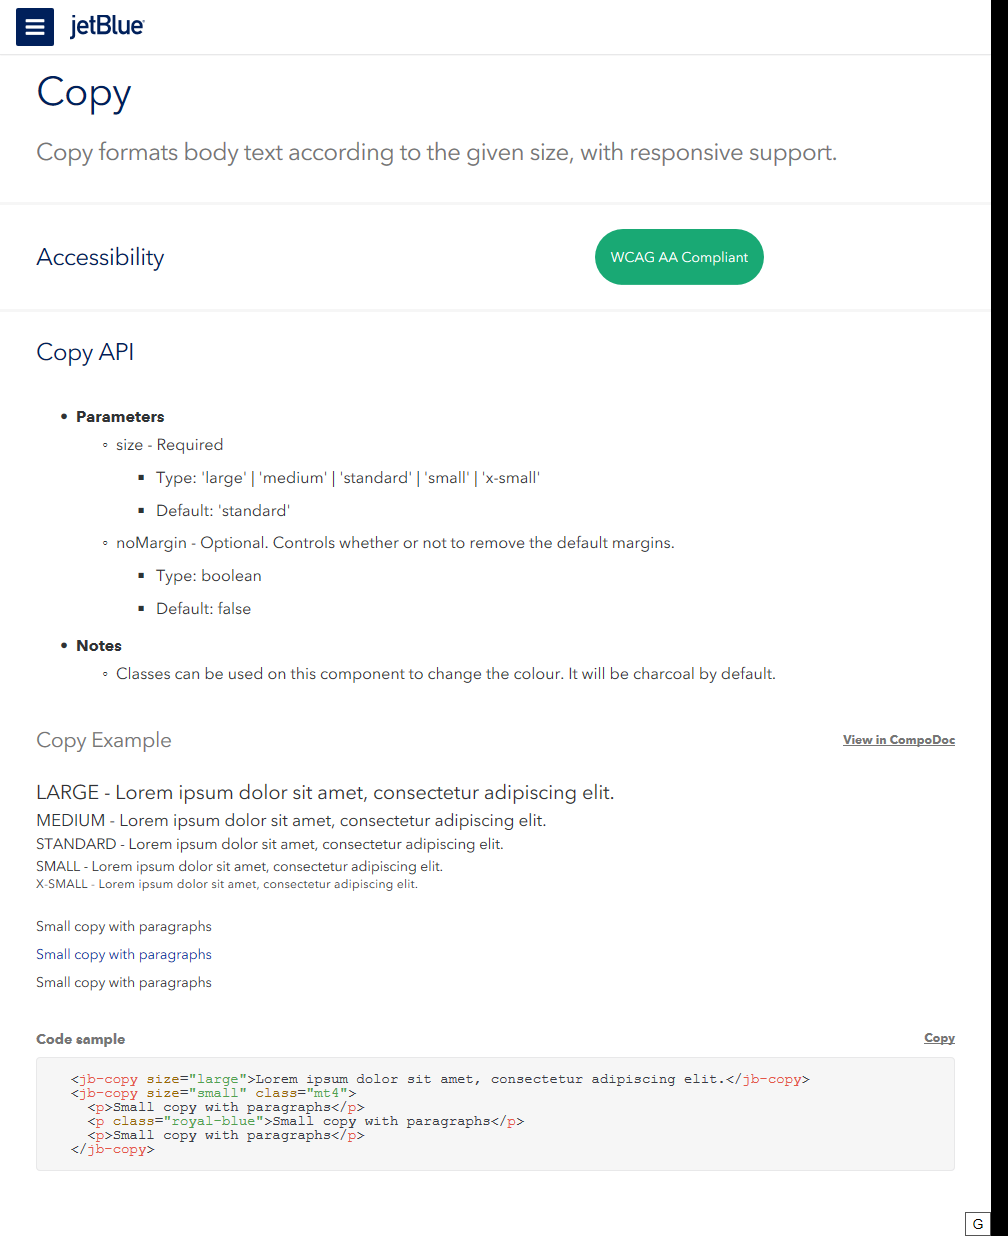 jetBlue
Copy
Copy formats body text according to the given size, with responsive support.
Accessibility
WCAG AA Compliant
Copy API
• Parameters
◦ size - Required
▪ Type: 'large' | 'medium' | 'standard' | 'small' | 'x-small'
▪ Default: 'standard'
◦ noMargin - Optional. Controls whether or not to remove the default margins.
▪ Type: boolean
▪ Default: false
• Notes
◦ Classes can be used on this component to change the colour. It will be charcoal by default.
Copy Example
View in CompoDoc
LARGE - Lorem ipsum dolor sit amet, consectetur adipiscing elit.
MEDIUM - Lorem ipsum dolor sit amet, consectetur adipiscing elit.
STANDARD - Lorem ipsum dolor sit amet, consectetur adipiscing elit.
SMALL - Lorem ipsum dolor sit amet, consectetur adipiscing elit.
X-SMALL - Lorem ipsum dolor sit amet, consectetur adipiscing elit.
Small copy with paragraphs
Small copy with paragraphs
Small copy with paragraphs
Code sample
Copy
<jb-copy size="large">Lorem ipsum dolor sit amet, consectetur adipiscing elit.</jb-copy>
<jb-copy size="small" class="mt4">
  <p>Small copy with paragraphs</p>
  <p class="royal-blue">Small copy with paragraphs</p>
  <p>Small copy with paragraphs</p>
</jb-copy>
G